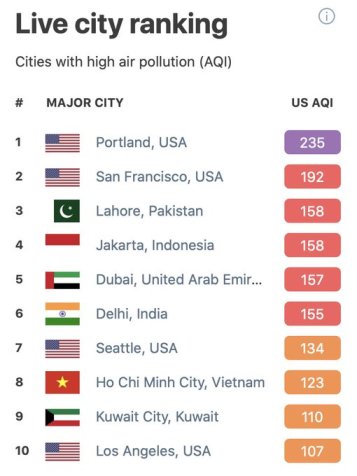 Live city ranking
Cities with high air pollution (AQI)
# MAJOR CITY US AQI
1 Portland, USA 235
2 San Francisco, USA 192
3 Lahore, Pakistan 158
4 Jakarta, Indonesia 158
5 Dubai, United Arab Emir... 157
6 Delhi, India 155
7 Seattle, USA 134
8 Ho Chi Minh City, Vietnam 123
9 Kuwait City, Kuwait 110
10 Los Angeles, USA 107